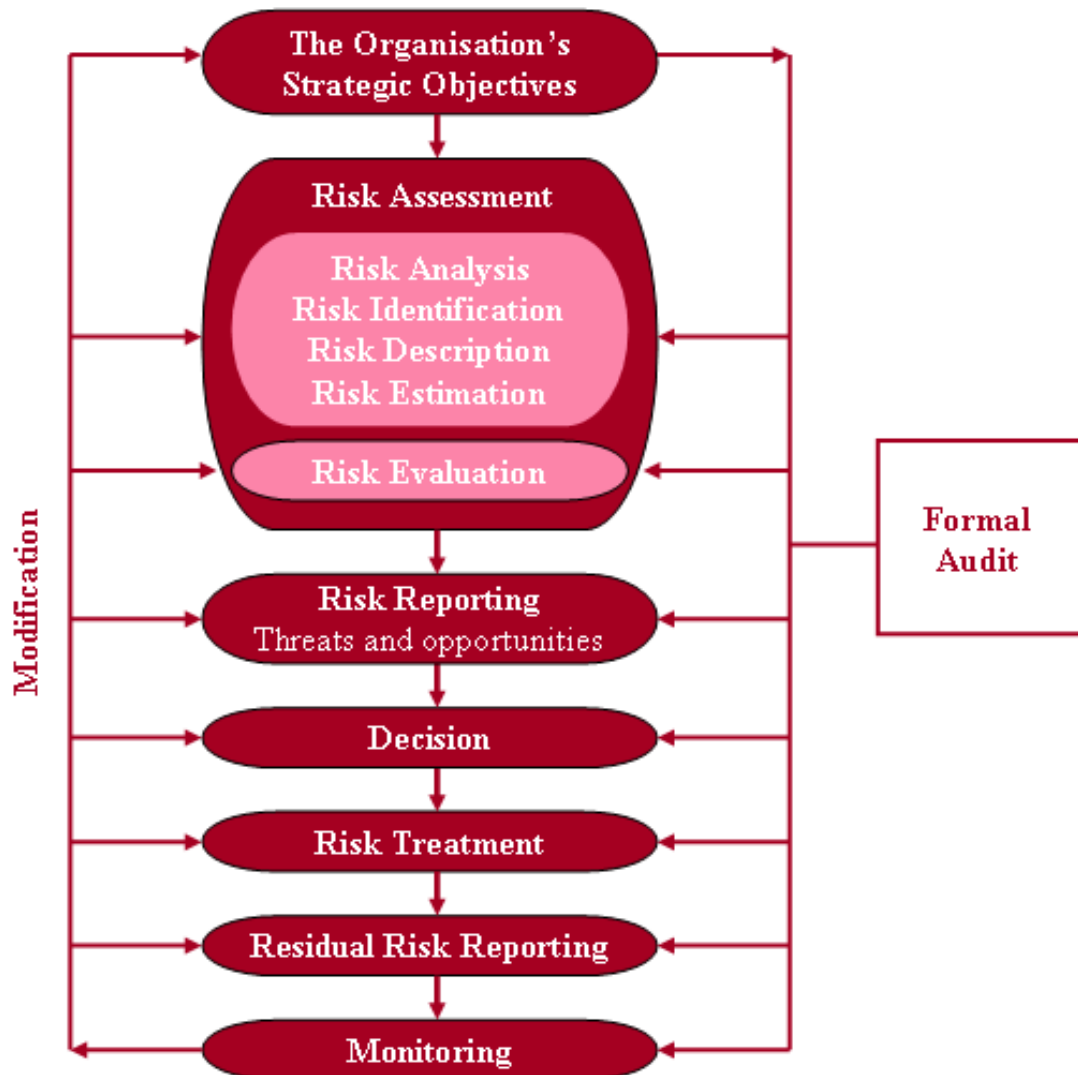 The Organisation's
Strategic Objectives
Risk Assessment
Risk Analysis
Risk Identification
Risk Description
Risk Estimation
Risk Evaluation
Modification
Formal
Audit
Risk Reporting
Threats and opportunities
Decision
Risk Treatment
Residual Risk Reporting
Monitoring